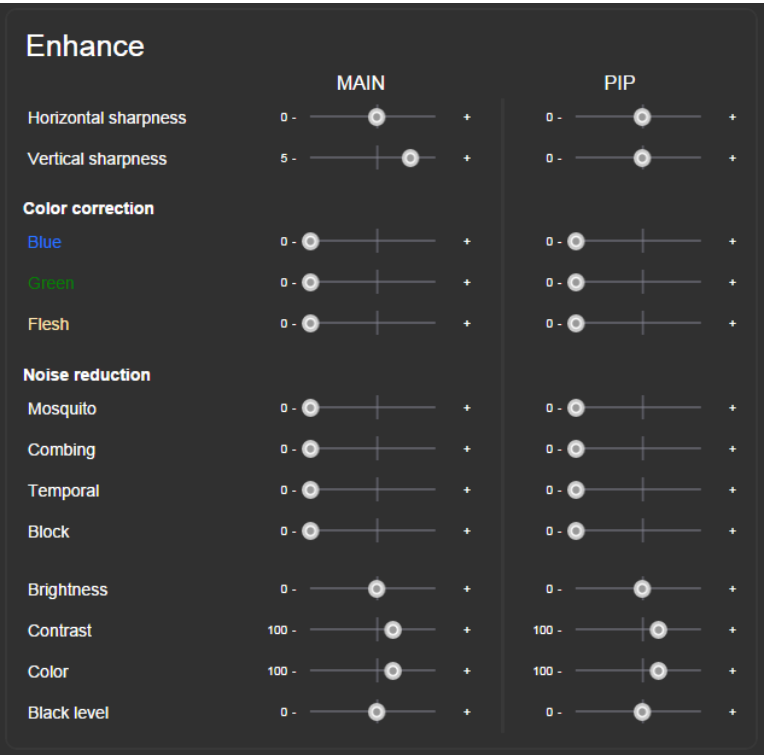 Enhance
MAIN PIP
Horizontal sharpness 0 - + 0 - +
Vertical sharpness 5 - + 0 - +
Color correction
Blue 0 - + 0 - +
Green 0 - + 0 - +
Flesh 0 - + 0 - +
Noise reduction
Mosquito 0 - + 0 - +
Combing 0 - + 0 - +
Temporal 0 - + 0 - +
Block 0 - + 0 - +
Brightness 0 - + 0 - +
Contrast 100 - + 100 - +
Color 100 - + 100 - +
Black level 0 - + 0 - +